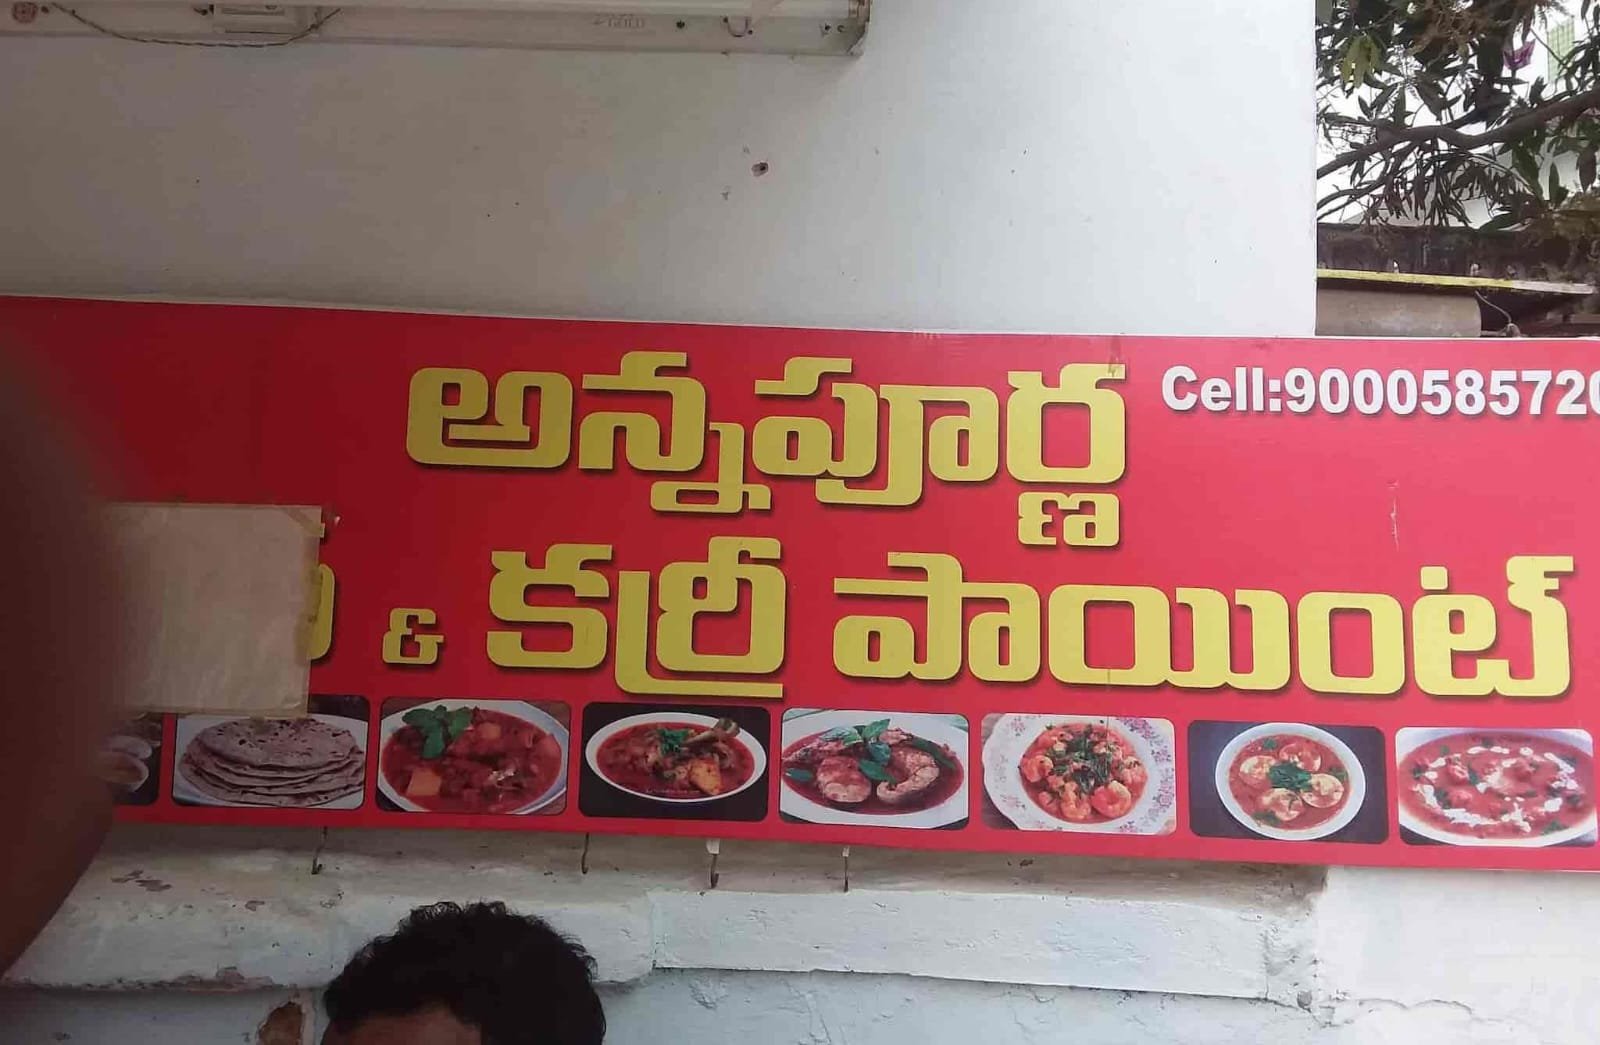 అన్నపూర్ణ
Cell:900058572
& కర్రీ పాయింట్